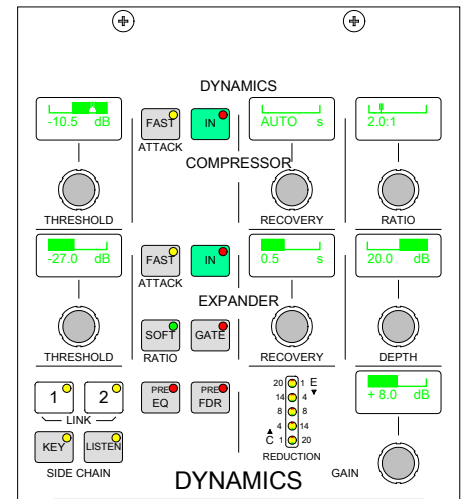 DYNAMICS
-10.5 dB
FAST
IN
AUTO s
2.0:1
ATTACK
COMPRESSOR
THRESHOLD
RECOVERY
RATIO
-27.0 dB
FAST
IN
0.5 s
20.0 dB
ATTACK
EXPANDER
SOFT
GATE
THRESHOLD
RATIO
RECOVERY
DEPTH
1
2
PRE EQ
PRE FDR
20 1 E
14 4
8 8
4 14
C 1 20
+ 8.0 dB
LINK
KEY
LISTEN
REDUCTION
SIDE CHAIN
DYNAMICS
GAIN